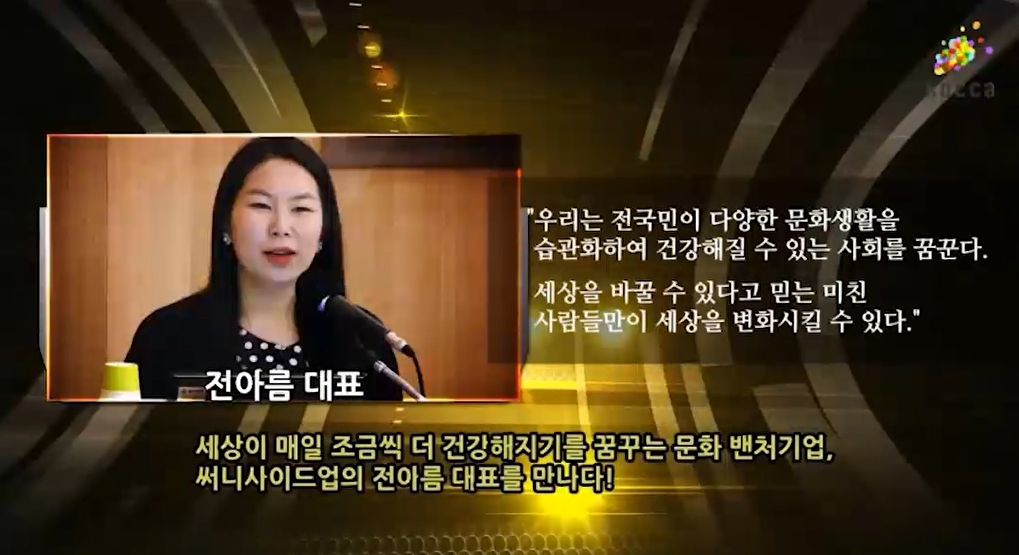 "우리는 전국민이 다양한 문화생활을
습관화하여 건강해질 수 있는 사회를 꿈꾼다.
세상을 바꿀 수 있다고 믿는 미친
사람들만이 세상을 변화시킬 수 있다."
전아름 대표
세상이 매일 조금씩 더 건강해지기를 꿈꾸는 문화 밴처기업,
써니사이드업의 전아름 대표를 만나다!